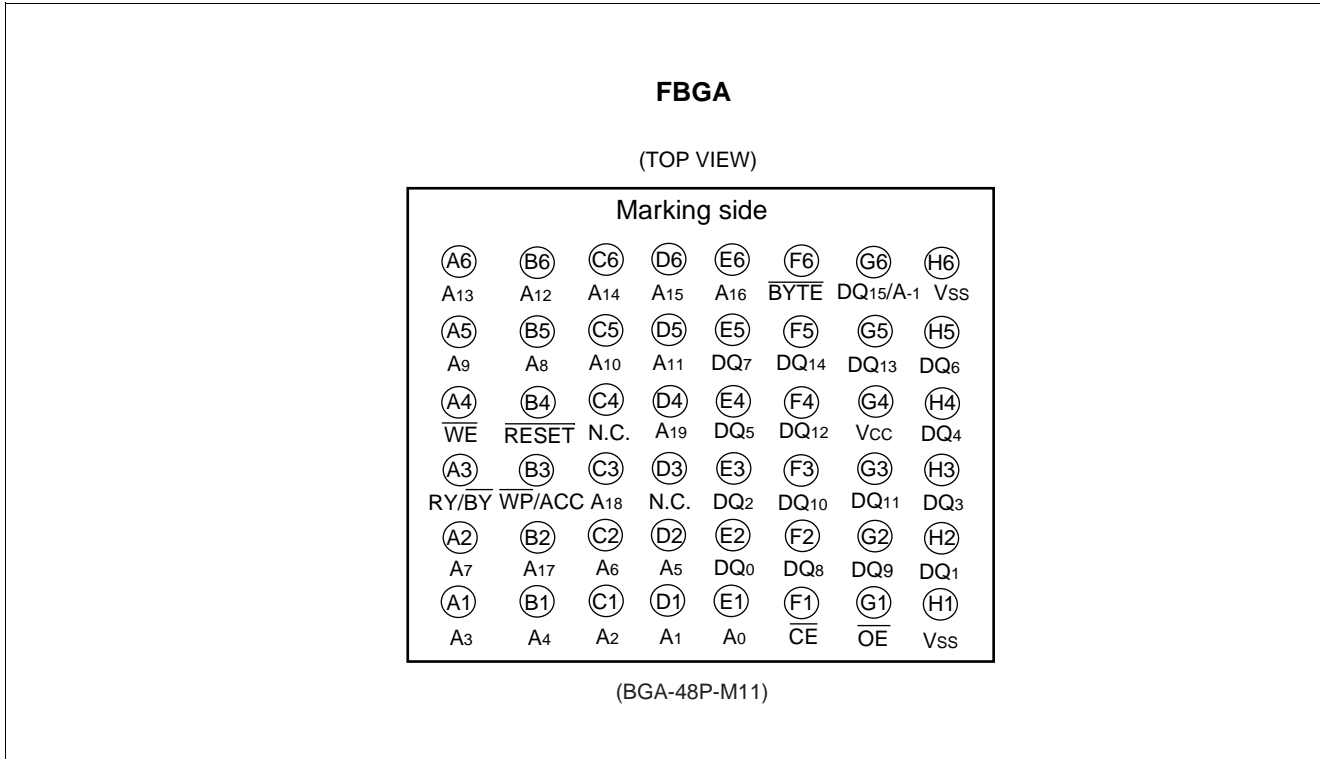 FBGA
(TOP VIEW)
Marking side
A6 B6 C6 D6 E6 F6 G6 H6
A13 A12 A14 A15 A16 BYTE DQ15/A-1 VSS
A5 B5 C5 D5 E5 F5 G5 H5
A9 A8 A10 A11 DQ7 DQ14 DQ13 DQ6
A4 B4 C4 D4 E4 F4 G4 H4
WE RESET N.C. A19 DQ5 DQ12 VCC DQ4
A3 B3 C3 D3 E3 F3 G3 H3
RY/BY WP/ACC A18 N.C. DQ2 DQ10 DQ11 DQ3
A2 B2 C2 D2 E2 F2 G2 H2
A7 A17 A6 A5 DQ0 DQ8 DQ9 DQ1
A1 B1 C1 D1 E1 F1 G1 H1
A3 A4 A2 A1 A0 CE OE VSS
(BGA-48P-M11)